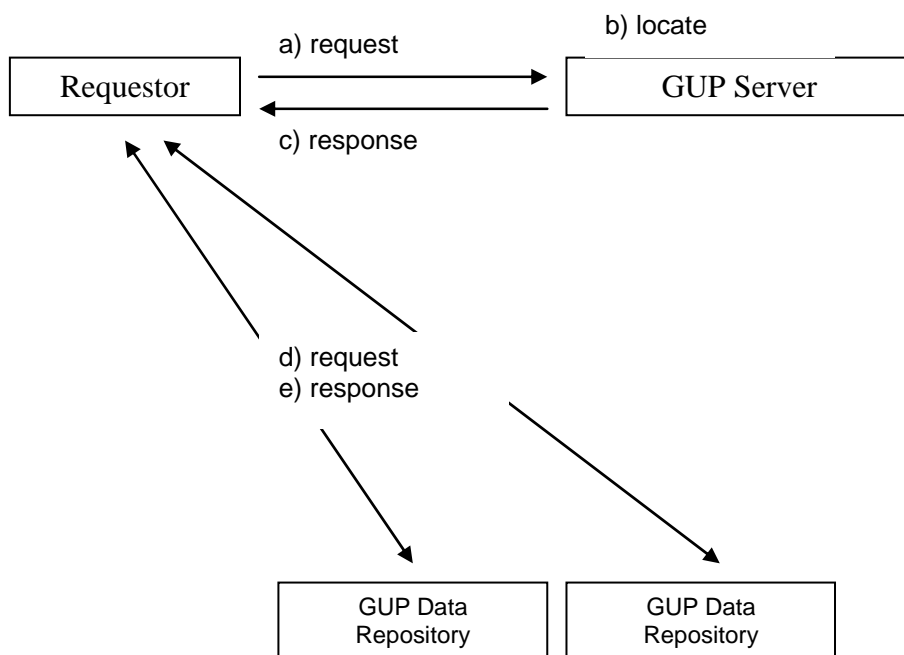 b) locate
a) request
Requestor
GUP Server
c) response
d) request
e) response
GUP Data
Repository
GUP Data
Repository